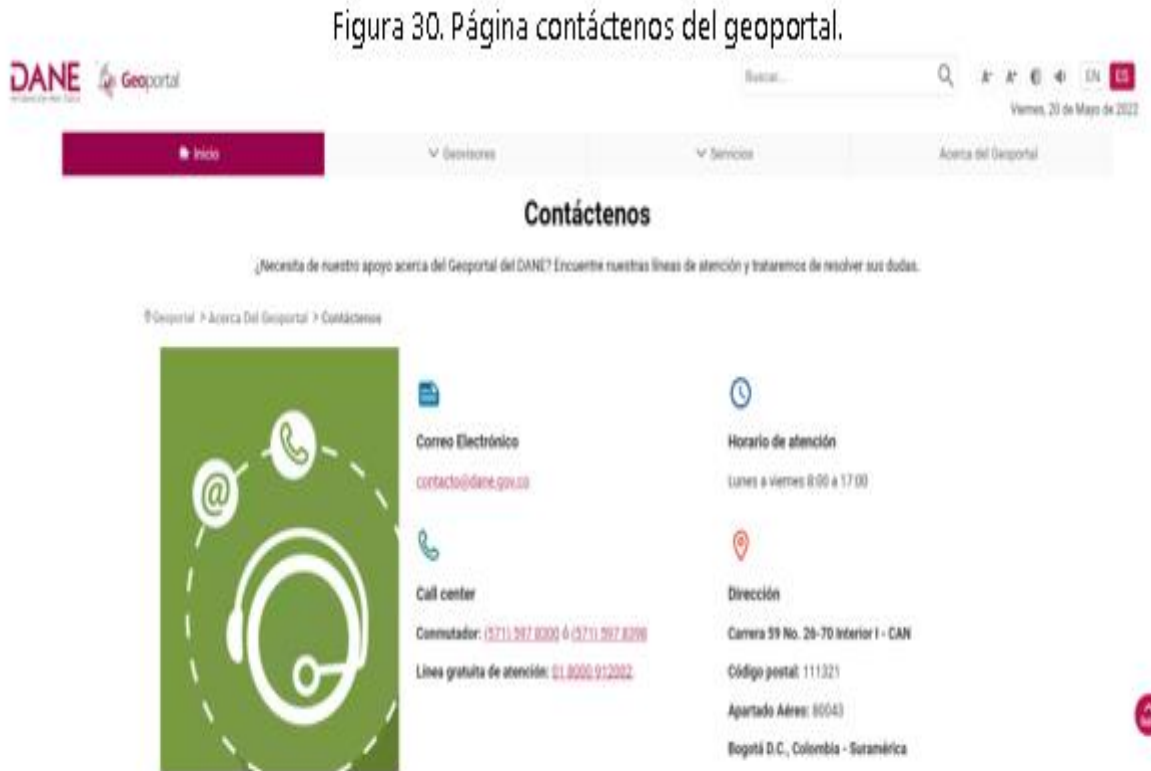 Figura 30. Página contáctenos del geoportal.
DANE Geoportal
Buscar...
A- A+ EN ES
Viernes, 20 de Mayo de 2022
Inicio Geovisores Servicios Acerca del Geoportal
Contáctenos
¿Necesita de nuestro apoyo acerca del Geoportal del DANE? Encuentre nuestras líneas de atención y trataremos de resolver sus dudas.
Geoportal > Acerca Del Geoportal > Contáctenos
@
Correo Electrónico
contacto@dane.gov.co
Horario de atención
Lunes a viernes 8:00 a 17:00
Call center
Conmutador: (571) 597 8300 ó (571) 597 8398
Línea gratuita de atención: 01 8000 912002
Dirección
Carrera 59 No. 26-70 Interior I - CAN
Código postal: 111321
Apartado Aéreo: 80043
Bogotá D.C., Colombia - Suramérica